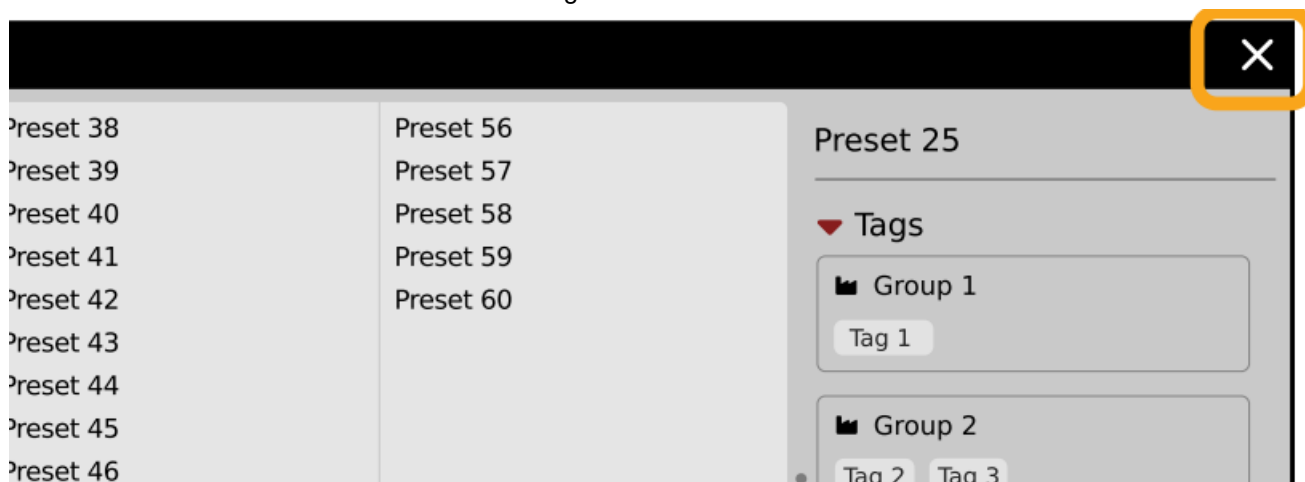 Preset 38
Preset 39
Preset 40
Preset 41
Preset 42
Preset 43
Preset 44
Preset 45
Preset 46
Preset 56
Preset 57
Preset 58
Preset 59
Preset 60
Preset 25
Tags
Group 1
Tag 1
Group 2
Tag 2 Tag 3